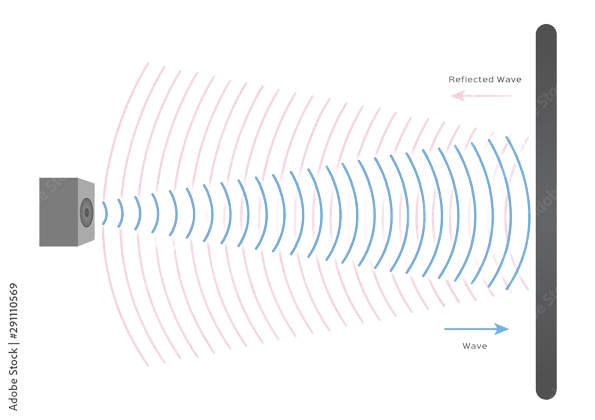 Reflected Wave
Wave
Adobe Stock | #291110569